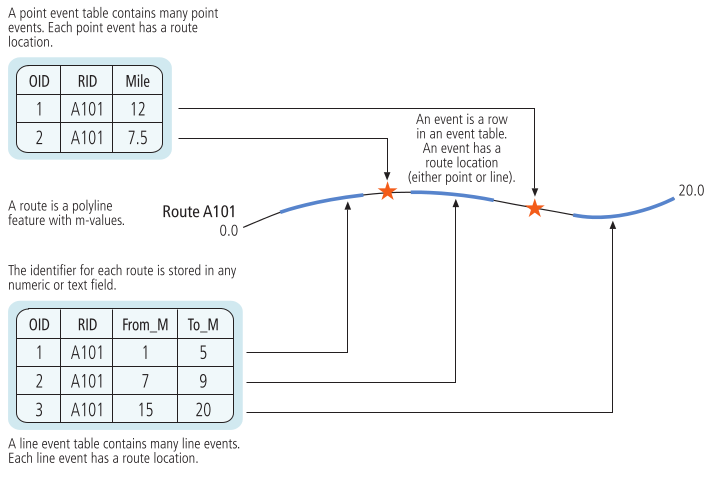 A point event table contains many point
events. Each point event has a route
location.
OID RID Mile
1 A101 12
2 A101 7.5
An event is a row
in an event table.
An event has a
route location
(either point or line).
A route is a polyline
feature with m-values.
Route A101
0.0
20.0
The identifier for each route is stored in any
numeric or text field.
OID RID From_M To_M
1 A101 1 5
2 A101 7 9
3 A101 15 20
A line event table contains many line events.
Each line event has a route location.